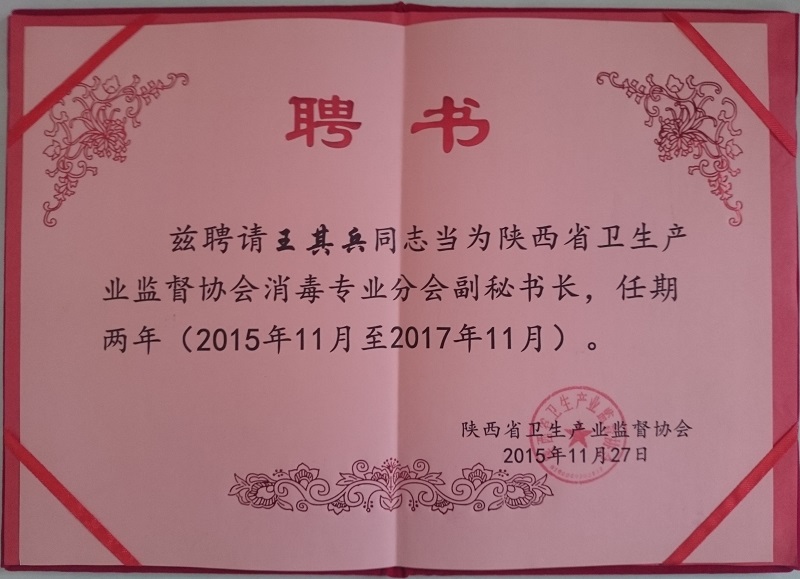 聘书
兹聘请王其兵同志当为陕西省卫生产
业监督协会消毒专业分会副秘书长，任期
两年（2015年11月至2017年11月）。
陕西省卫生产业监督协会
2015年11月27日